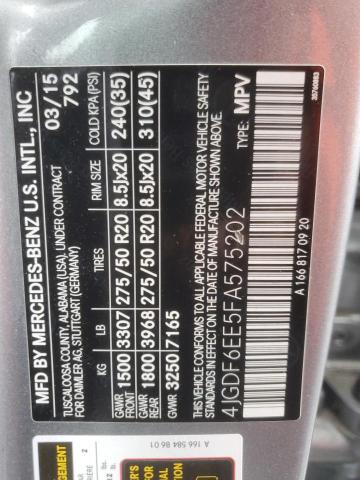 MFD BY MERCEDES-BENZ U.S. INTL., INC
TUSCALOOSA COUNTY, ALABAMA (USA). UNDER CONTRACT
FOR DAIMLER AG, STUTTGART (GERMANY)
03/15
792
KG LB TIRES RIM SIZE COLD KPA (PSI)
GAWR FRONT 1500 3307 275/50 R20 8.5Jx20 240(35)
GAWR REAR 1800 3968 275/50 R20 8.5Jx20 310(45)
GVWR 3250 7165
THIS VEHICLE CONFORMS TO ALL APPLICABLE FEDERAL MOTOR VEHICLE SAFETY
STANDARDS IN EFFECT ON THE DATE OF MANUFACTURE SHOWN ABOVE.
4JGDF6EE5FA575202
TYPE: MPV
A 166 817 09 20
A 166 584 86 01
2